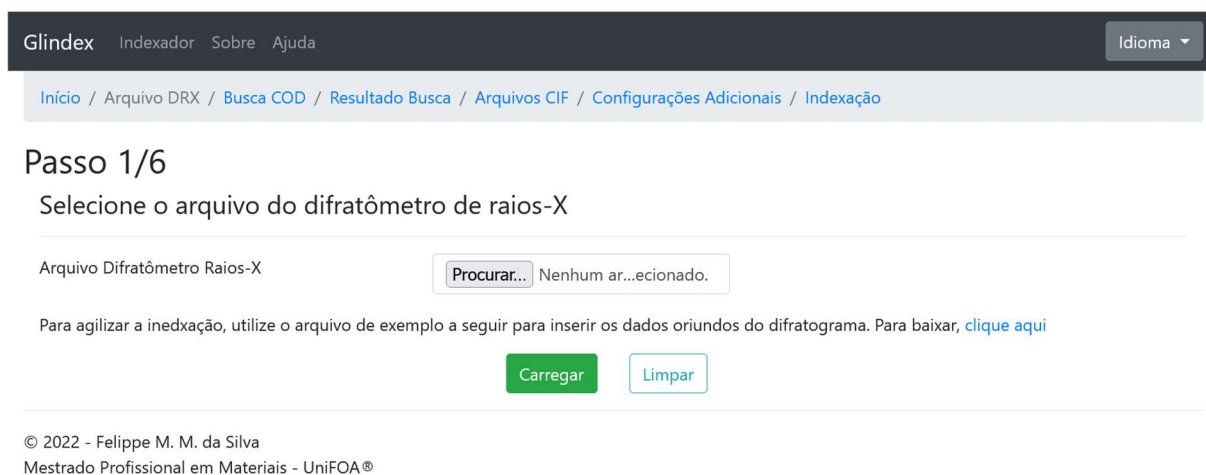 Glindex Indexador Sobre Ajuda Idioma
Início / Arquivo DRX / Busca COD / Resultado Busca / Arquivos CIF / Configurações Adicionais / Indexação
Passo 1/6
Selecione o arquivo do difratômetro de raios-X
Arquivo Difratômetro Raios-X Procurar... Nenhum ar...ecionado.
Para agilizar a inedxação, utilize o arquivo de exemplo a seguir para inserir os dados oriundos do difratograma. Para baixar, clique aqui
Carregar Limpar
© 2022 - Felippe M. M. da Silva
Mestrado Profissional em Materiais - UniFOA®